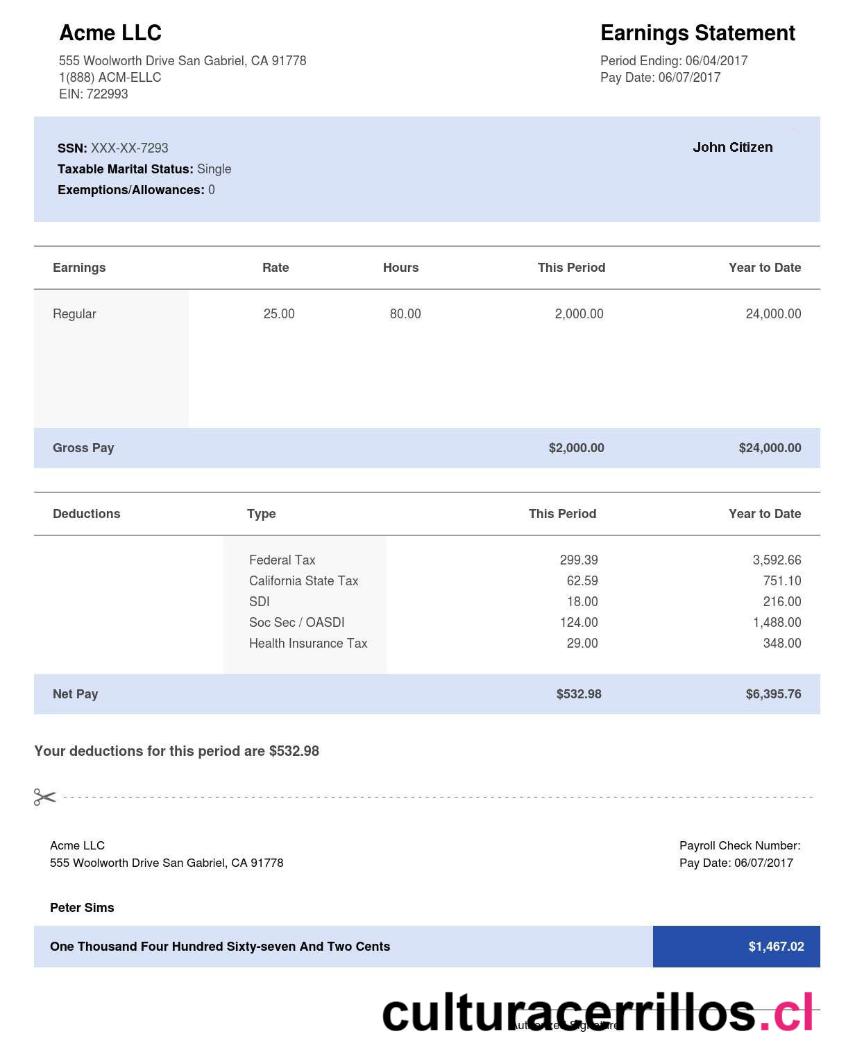 Acme LLC
Earnings Statement
555 Woolworth Drive San Gabriel, CA 91778
Period Ending: 06/04/2017
1(888) ACM-ELLC
Pay Date: 06/07/2017
EIN: 722993
SSN: XXX-XX-7293
John Citizen
Taxable Marital Status: Single
Exemptions/Allowances: 0
Earnings Rate Hours This Period Year to Date
Regular 25.00 80.00 2,000.00 24,000.00
Gross Pay $2,000.00 $24,000.00
Deductions Type This Period Year to Date
Federal Tax 299.39 3,592.66
California State Tax 62.59 751.10
SDI 18.00 216.00
Soc Sec / OASDI 124.00 1,488.00
Health Insurance Tax 29.00 348.00
Net Pay $532.98 $6,395.76
Your deductions for this period are $532.98
Acme LLC
Payroll Check Number:
555 Woolworth Drive San Gabriel, CA 91778
Pay Date: 06/07/2017
Peter Sims
One Thousand Four Hundred Sixty-seven And Two Cents $1,467.02
culturacerrillos.cl